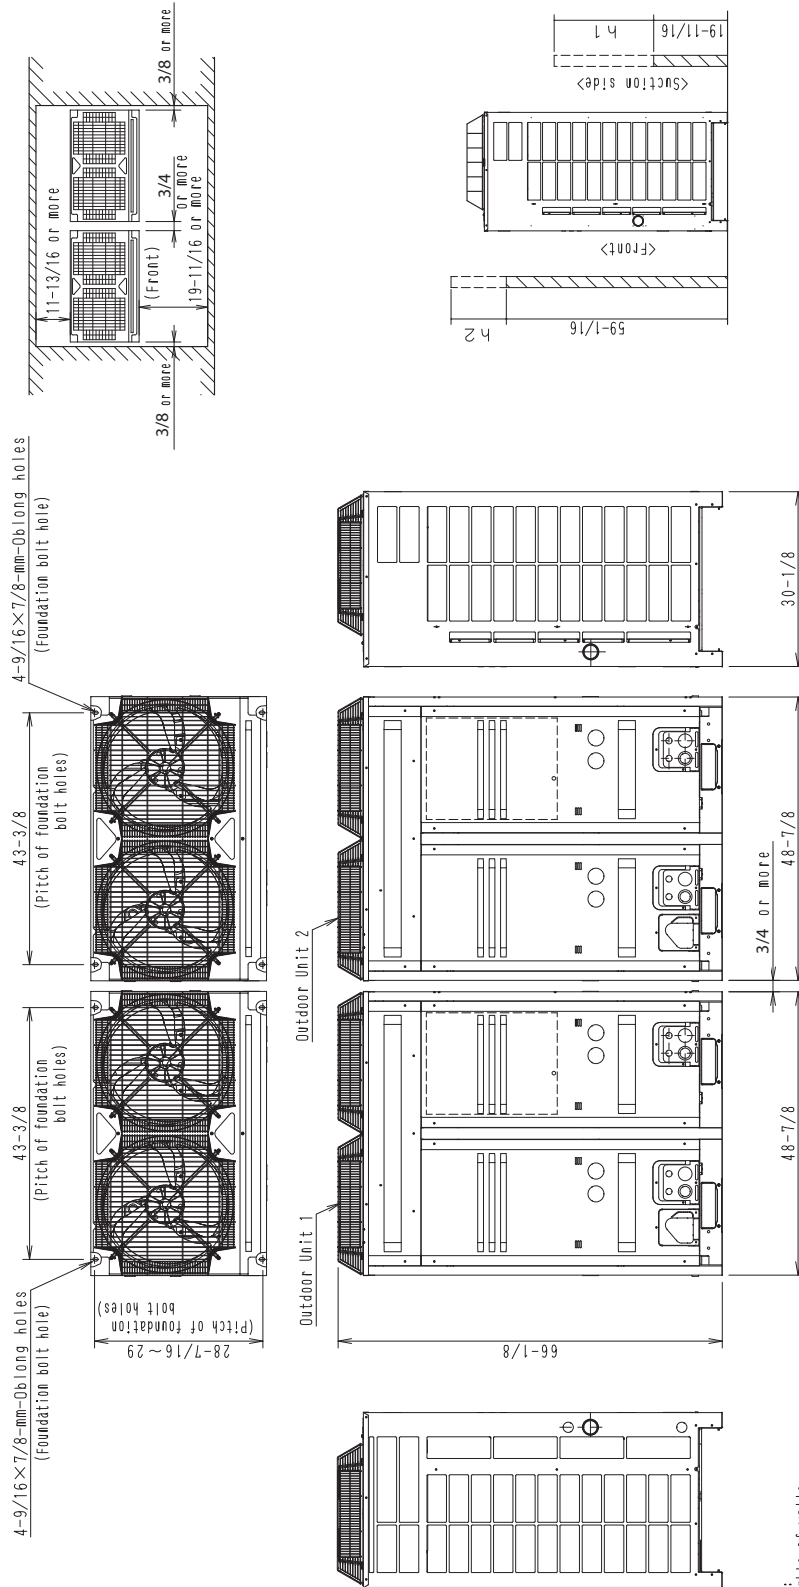 4-9/16×7/8-mm-Oblong holes
(Foundation bolt hole)
43-3/8
(Pitch of foundation
bolt holes)
43-3/8
(Pitch of foundation
bolt holes)
4-9/16×7/8-mm-Oblong holes
(Foundation bolt hole)
28-7/16～29
(Pitch of foundation
bolt holes)
11-13/16 or more
(Front)
19-11/16 or more
3/8 or more
3/4
or more
3/8 or more
Outdoor Unit 1
Outdoor Unit 2
66-1/8
48-7/8
3/4 or more
48-7/8
30-1/8
h2
59-1/16
<Front>
<Suction side>
h1
19-11/16